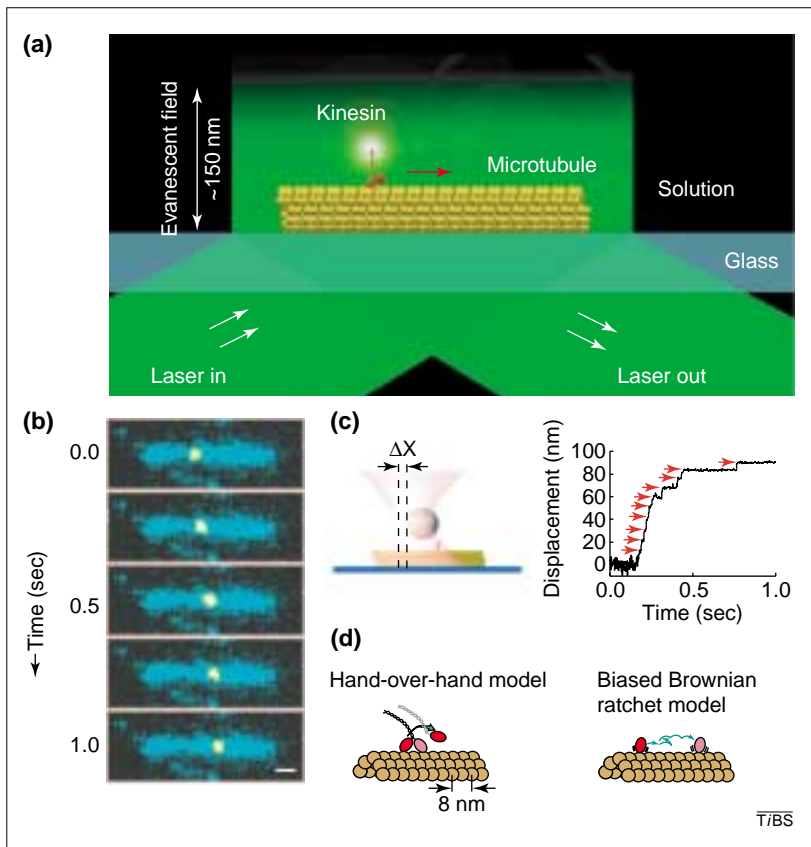 (a)
Evanescent field
~150 nm
Kinesin
Microtubule
Solution
Glass
Laser in
Laser out
(b)
0.0
0.5
1.0
Time (sec)
(c)
ΔX
Displacement (nm)
100
80
60
40
20
0
0.0
0.5
1.0
Time (sec)
(d)
Hand-over-hand model
8 nm
Biased Brownian
ratchet model
TiBS